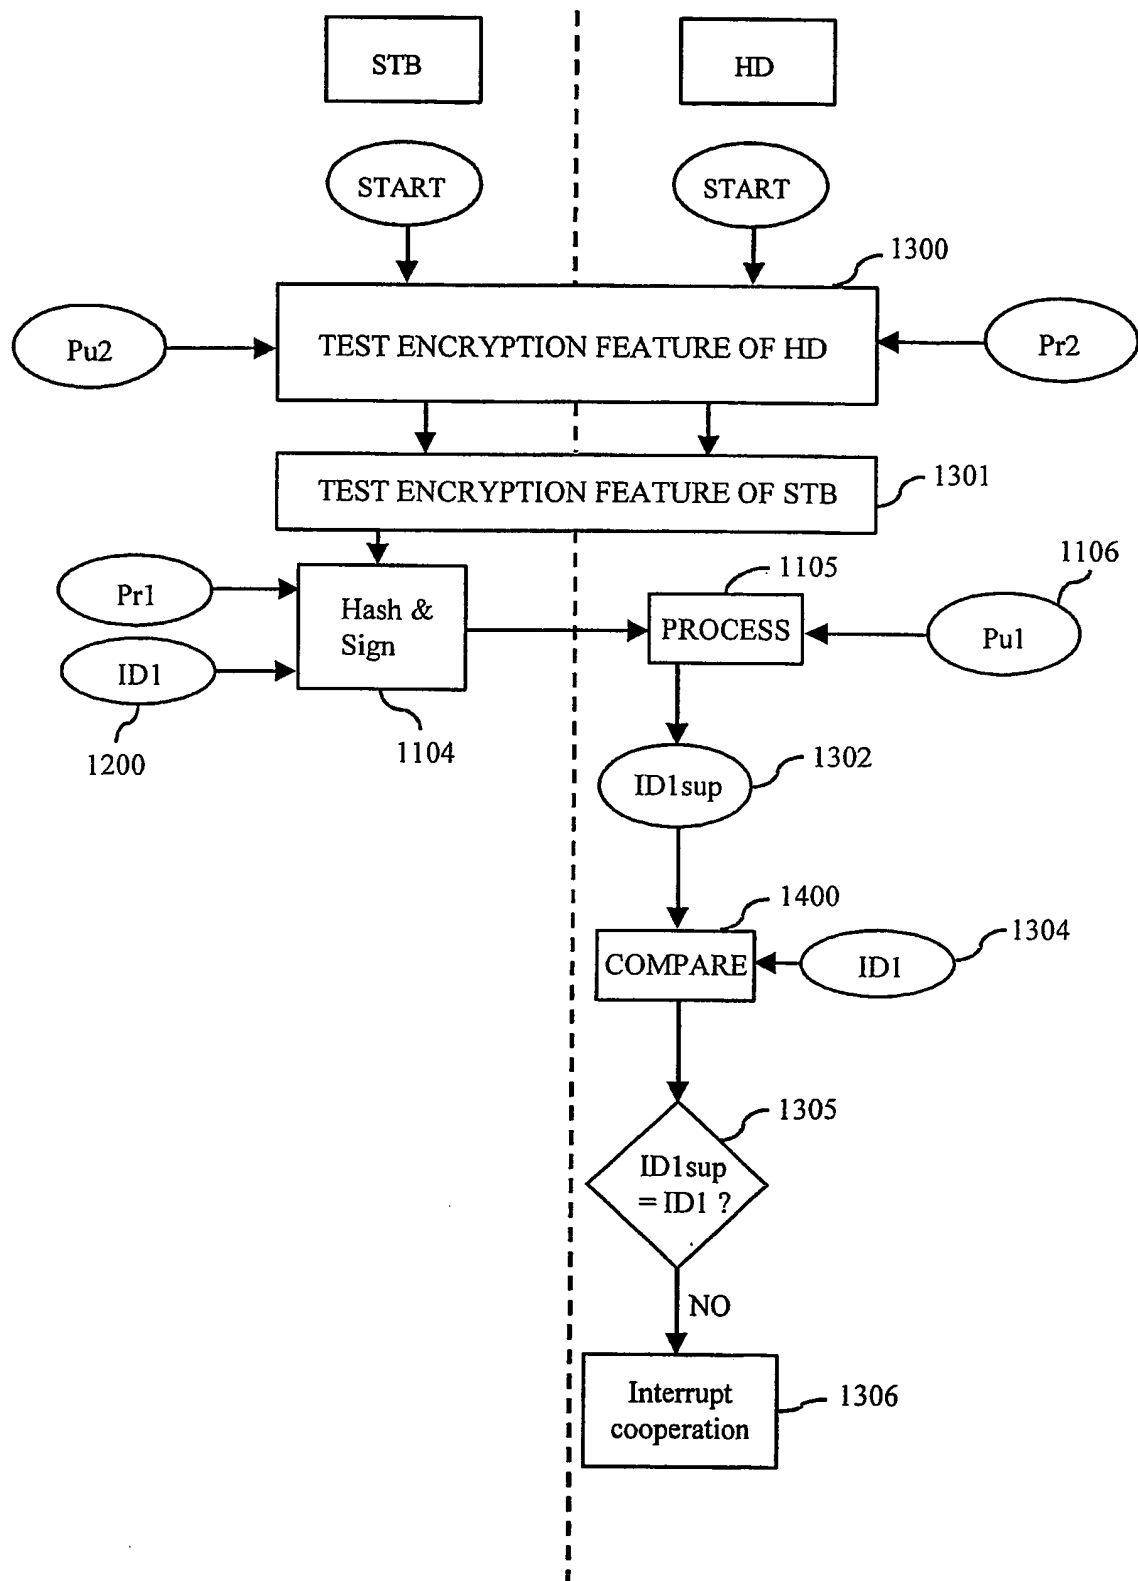 STB
HD
START
START
1300
Pu2
TEST ENCRYPTION FEATURE OF HD
Pr2
TEST ENCRYPTION FEATURE OF STB
1301
Pr1
Hash &
Sign
1105
PROCESS
1106
Pu1
ID1
1200
1104
ID1sup
1302
1400
COMPARE
ID1
1304
1305
ID1sup
= ID1 ?
NO
Interrupt
cooperation
1306